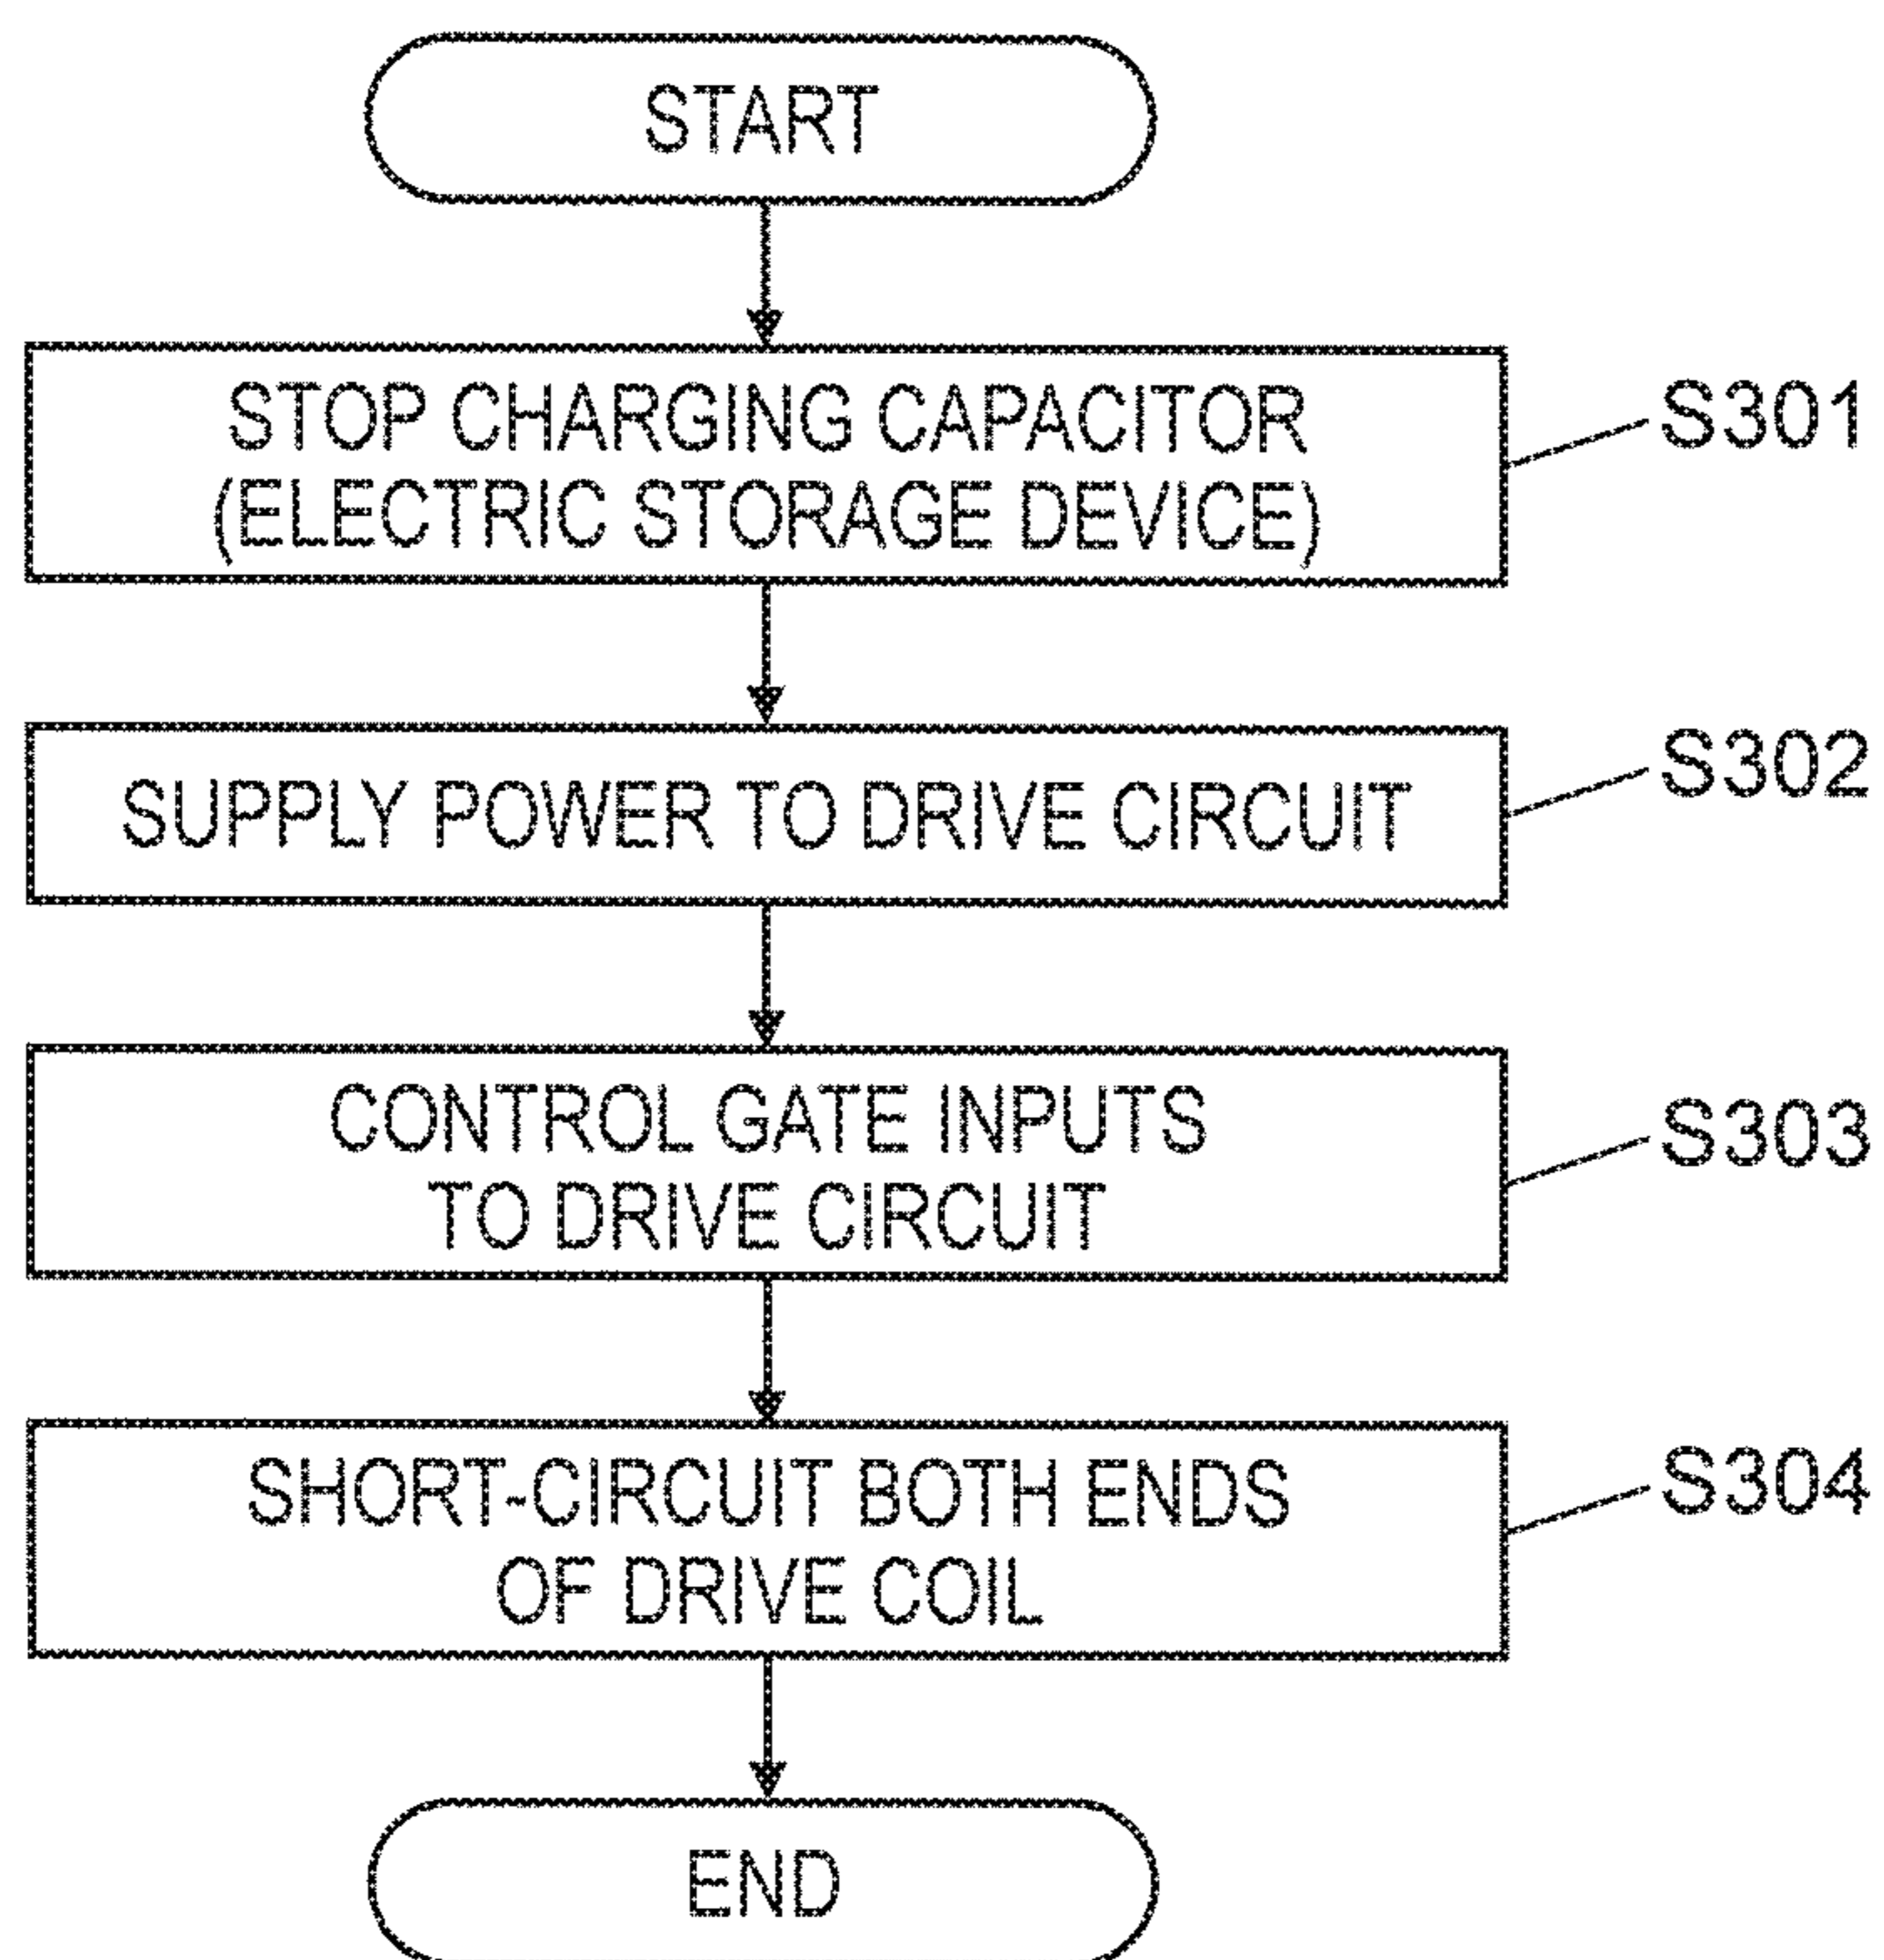 START
STOP CHARGING CAPACITOR
(ELECTRIC STORAGE DEVICE)
S301
SUPPLY POWER TO DRIVE CIRCUIT
S302
CONTROL GATE INPUTS
TO DRIVE CIRCUIT
S303
SHORT-CIRCUIT BOTH ENDS
OF DRIVE COIL
S304
END